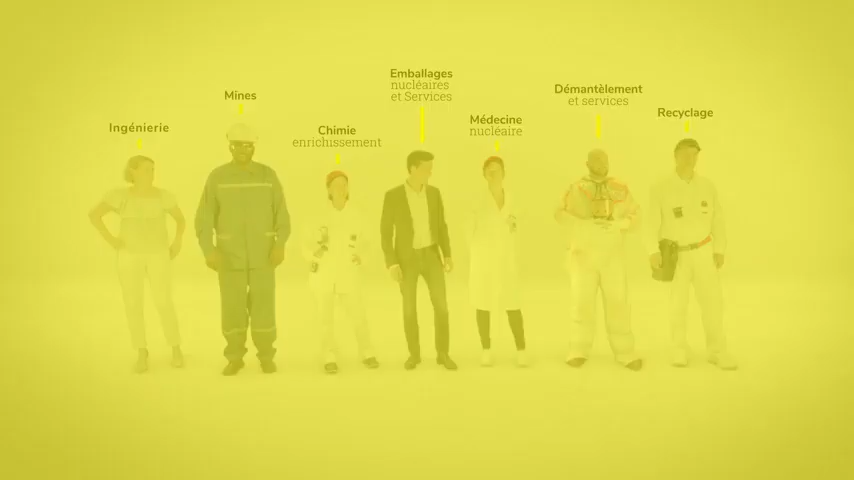 Ingénierie
Mines
Chimie
enrichissement
Emballages
nucléaires
et Services
Médecine
nucléaire
Démantèlement
et services
Recyclage